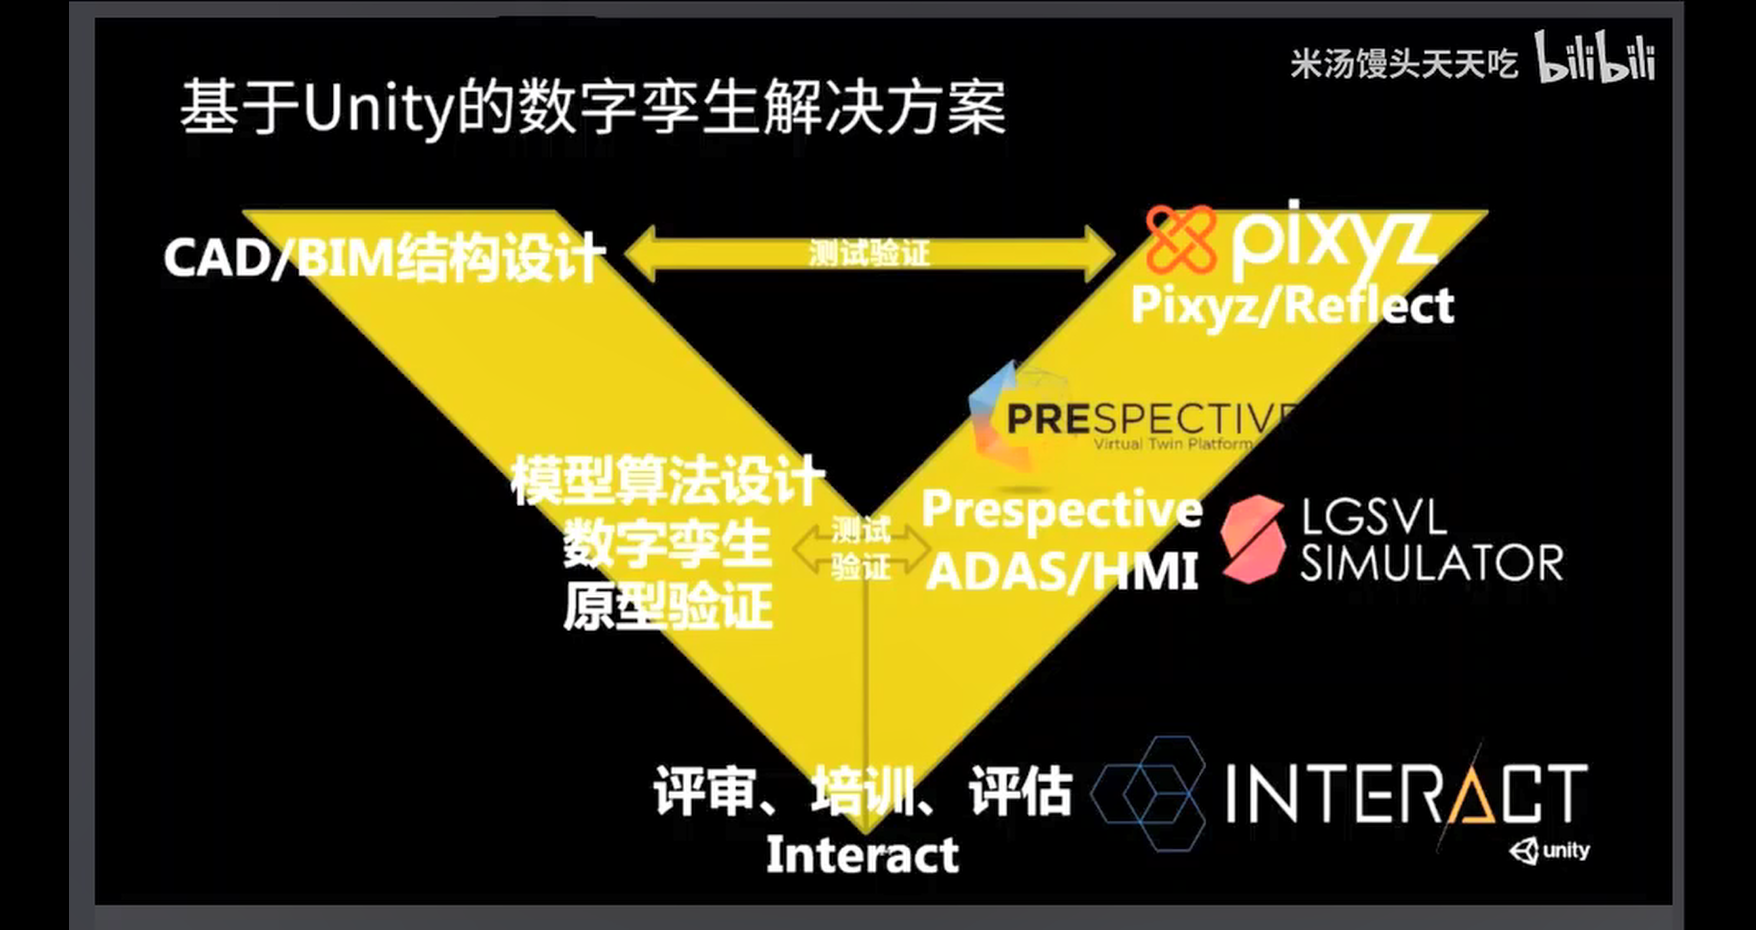 米汤馒头天天吃 bilibili
基于Unity的数字孪生解决方案
CAD/BIM结构设计
测试验证
pixyz
Pixyz/Reflect
PRESPECTIVE
Virtual Twin Platform
模型算法设计
数字孪生
原型验证
测试
验证
Prespective
ADAS/HMI
LGSVL
SIMULATOR
评审、培训、评估
Interact
INTERACT
unity